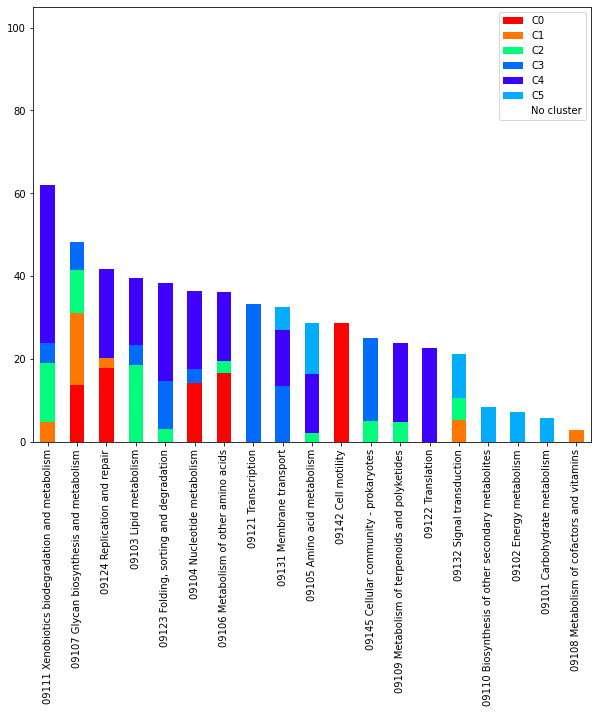 100
80
60
40
20
0
C0
C1
C2
C3
C4
C5
No cluster
09111 Xenobiotics biodegradation and metabolism
09107 Glycan biosynthesis and metabolism
09124 Replication and repair
09103 Lipid metabolism
09123 Folding, sorting and degradation
09104 Nucleotide metabolism
09106 Metabolism of other amino acids
09121 Transcription
09131 Membrane transport
09105 Amino acid metabolism
09142 Cell motility
09145 Cellular community - prokaryotes
09109 Metabolism of terpenoids and polyketides
09122 Translation
09132 Signal transduction
09110 Biosynthesis of other secondary metabolites
09102 Energy metabolism
09101 Carbohydrate metabolism
09108 Metabolism of cofactors and vitamins